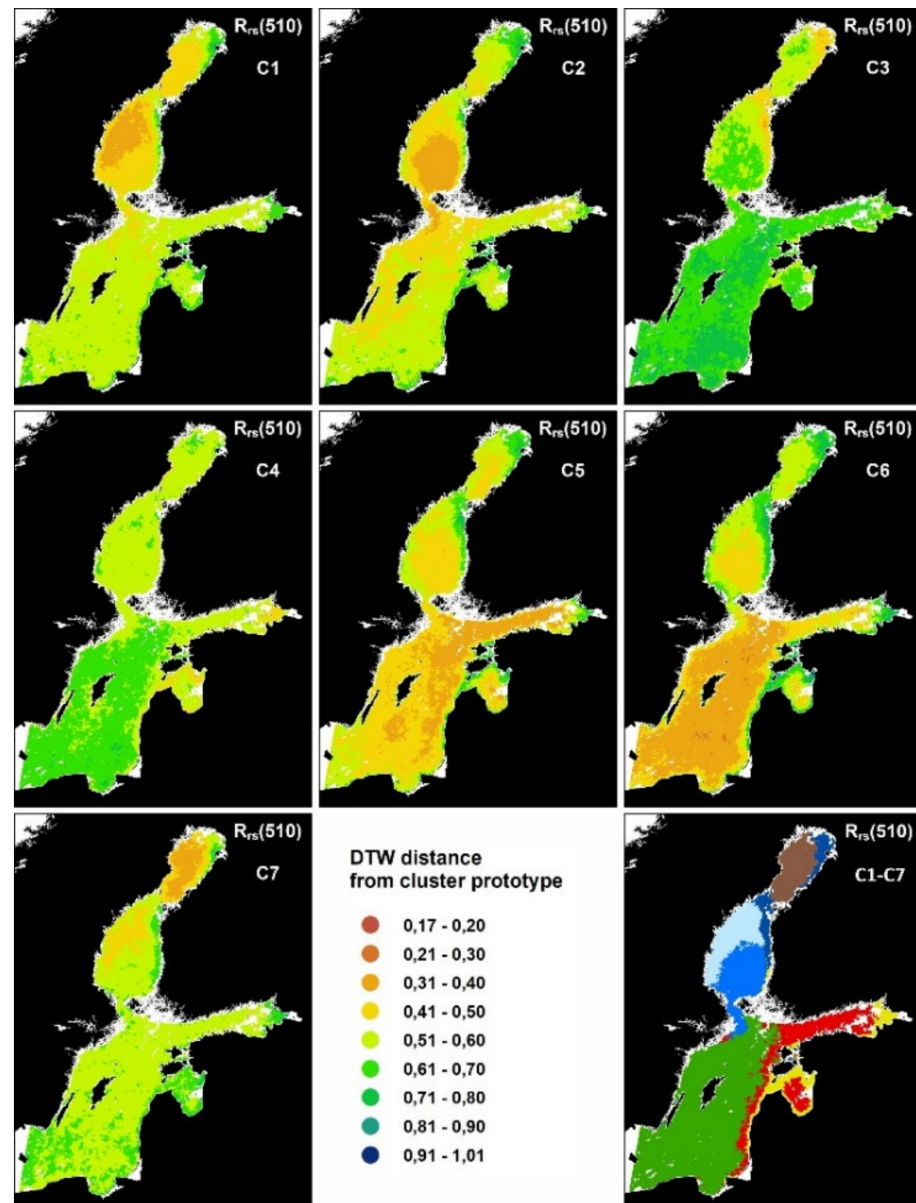 Rrs(510)
C1
Rrs(510)
C2
Rrs(510)
C3
Rrs(510)
C4
Rrs(510)
C5
Rrs(510)
C6
Rrs(510)
C7
DTW distance
from cluster prototype
0,17 - 0,20
0,21 - 0,30
0,31 - 0,40
0,41 - 0,50
0,51 - 0,60
0,61 - 0,70
0,71 - 0,80
0,81 - 0,90
0,91 - 1,01
Rrs(510)
C1-C7